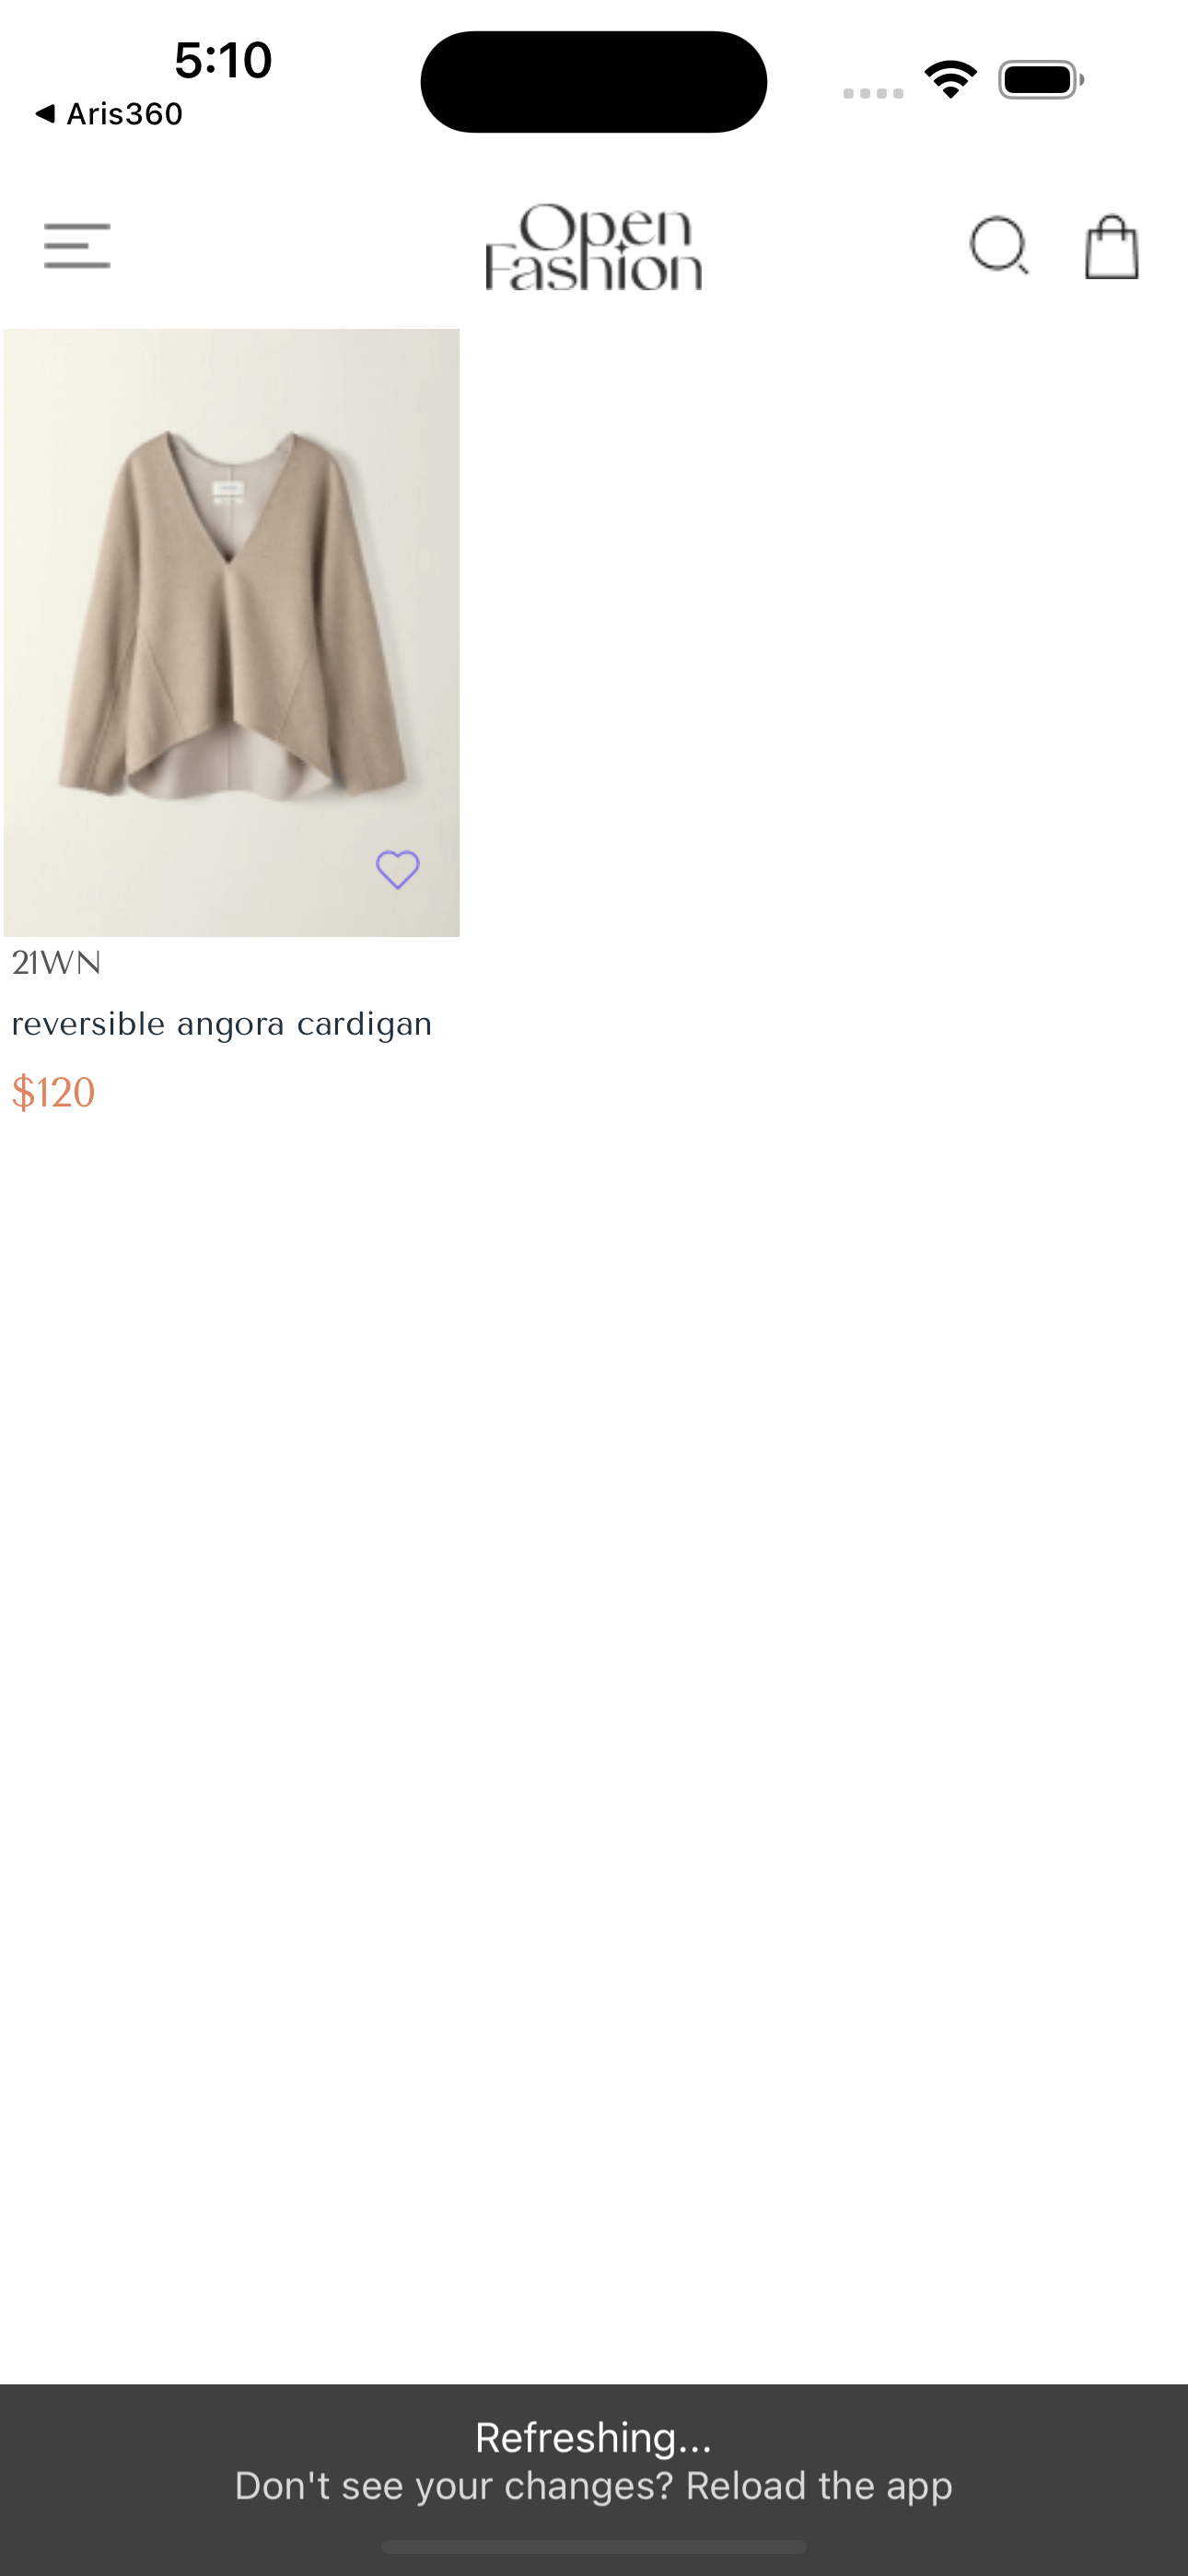 5:10
◀ Aris360
Open
Fashion
21WN
reversible angora cardigan
$120
Refreshing...
Don't see your changes? Reload the app